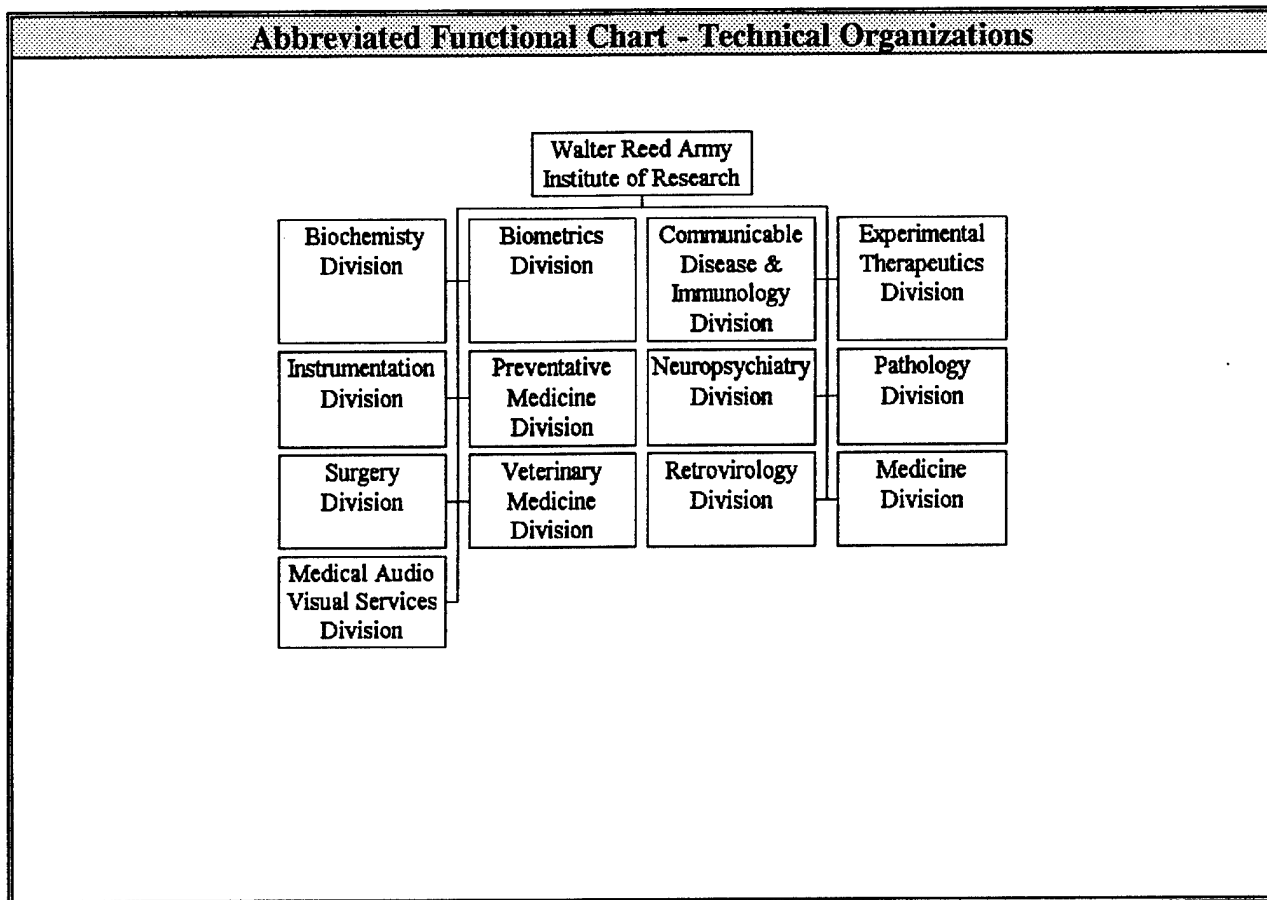 Abbreviated Functional Chart - Technical Organizations
Walter Reed Army
Institute of Research
Biochemisty
Division
Biometrics
Division
Communicable
Disease &
Immunology
Division
Experimental
Therapeutics
Division
Instrumentation
Division
Preventative
Medicine
Division
Neuropsychiatry
Division
Pathology
Division
Surgery
Division
Veterinary
Medicine
Division
Retrovirology
Division
Medicine
Division
Medical Audio
Visual Services
Division